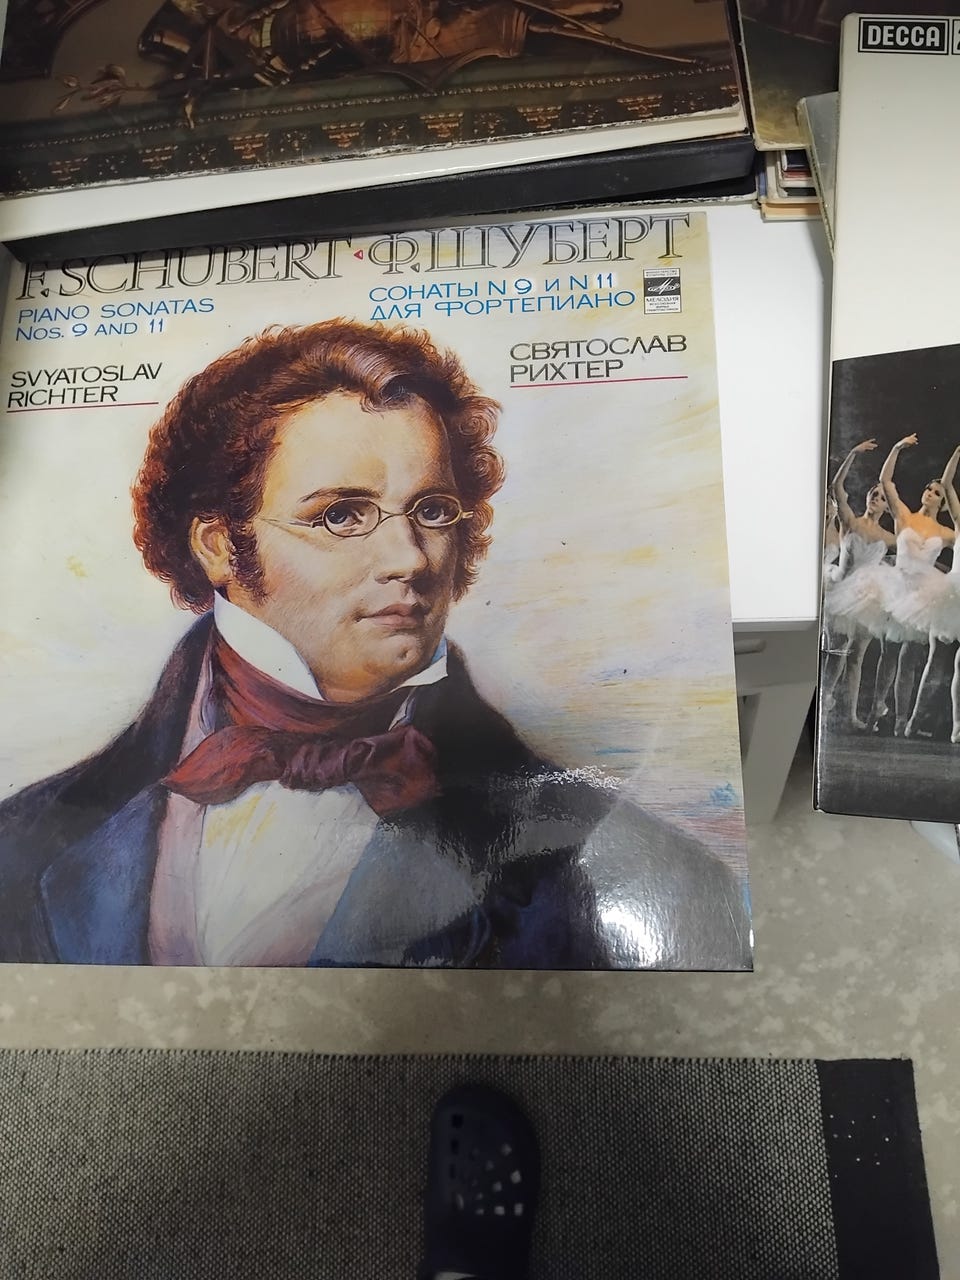 F. SCHUBERT · Ф. ШУБЕРТ
PIANO SONATAS
Nos. 9 AND 11
СОНАТЫ N 9 И N 11
ДЛЯ ФОРТЕПИАНО
МЕЛОДИЯ
SVYATOSLAV
RICHTER
СВЯТОСЛАВ
РИХТЕР
DECCA